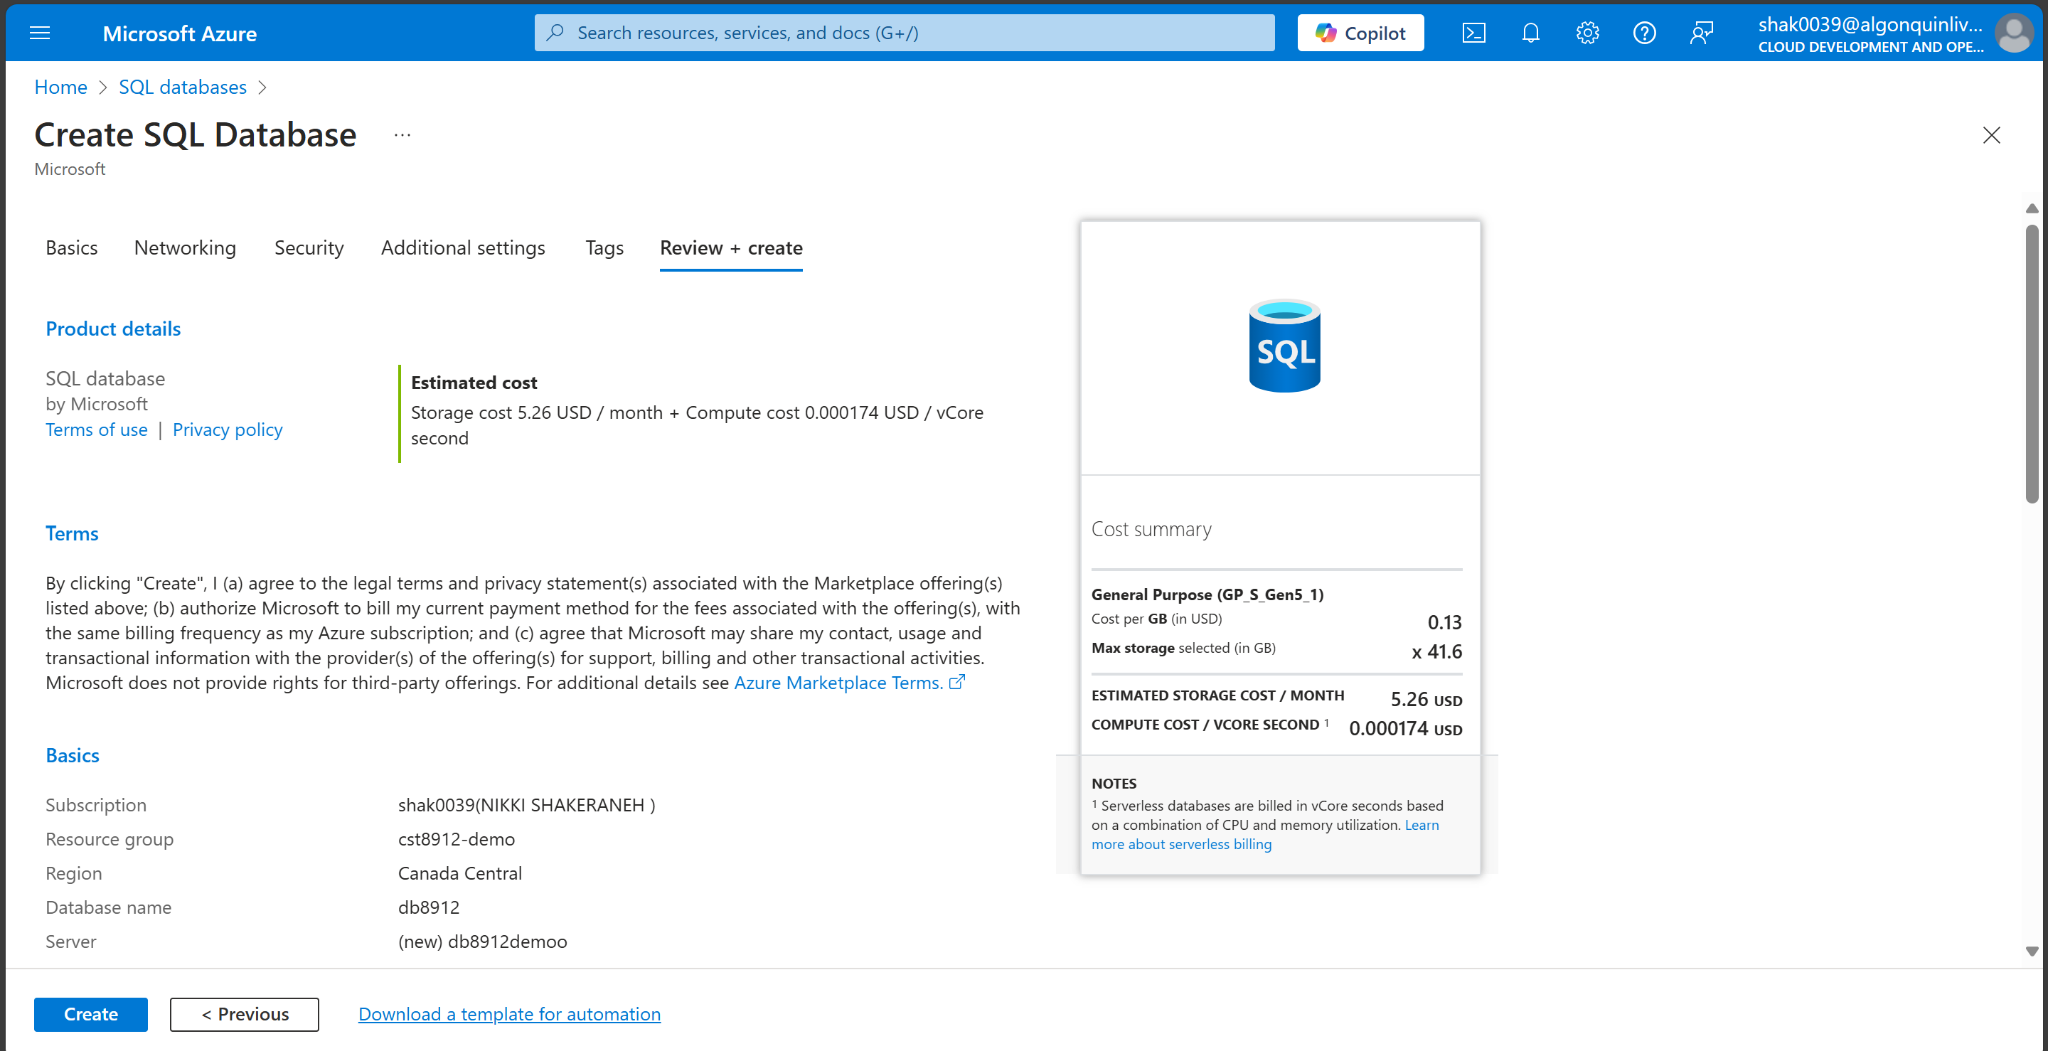 Microsoft Azure
Search resources, services, and docs (G+/)
Copilot
shak0039@algonquinliv...
CLOUD DEVELOPMENT AND OPE...
Home > SQL databases >
Create SQL Database ...
Microsoft
Basics Networking Security Additional settings Tags Review + create
Product details
SQL database
by Microsoft
Terms of use | Privacy policy
Estimated cost
Storage cost 5.26 USD / month + Compute cost 0.000174 USD / vCore
second
Terms
By clicking "Create", I (a) agree to the legal terms and privacy statement(s) associated with the Marketplace offering(s)
listed above; (b) authorize Microsoft to bill my current payment method for the fees associated with the offering(s), with
the same billing frequency as my Azure subscription; and (c) agree that Microsoft may share my contact, usage and
transactional information with the provider(s) of the offering(s) for support, billing and other transactional activities.
Microsoft does not provide rights for third-party offerings. For additional details see Azure Marketplace Terms.
Basics
Subscription shak0039(NIKKI SHAKERANEH )
Resource group cst8912-demo
Region Canada Central
Database name db8912
Server (new) db8912demoo
SQL
Cost summary
General Purpose (GP_S_Gen5_1)
Cost per GB (in USD) 0.13
Max storage selected (in GB) x 41.6
ESTIMATED STORAGE COST / MONTH 5.26 USD
COMPUTE COST / VCORE SECOND ¹ 0.000174 USD
NOTES
¹ Serverless databases are billed in vCore seconds based
on a combination of CPU and memory utilization. Learn
more about serverless billing
Create
< Previous
Download a template for automation